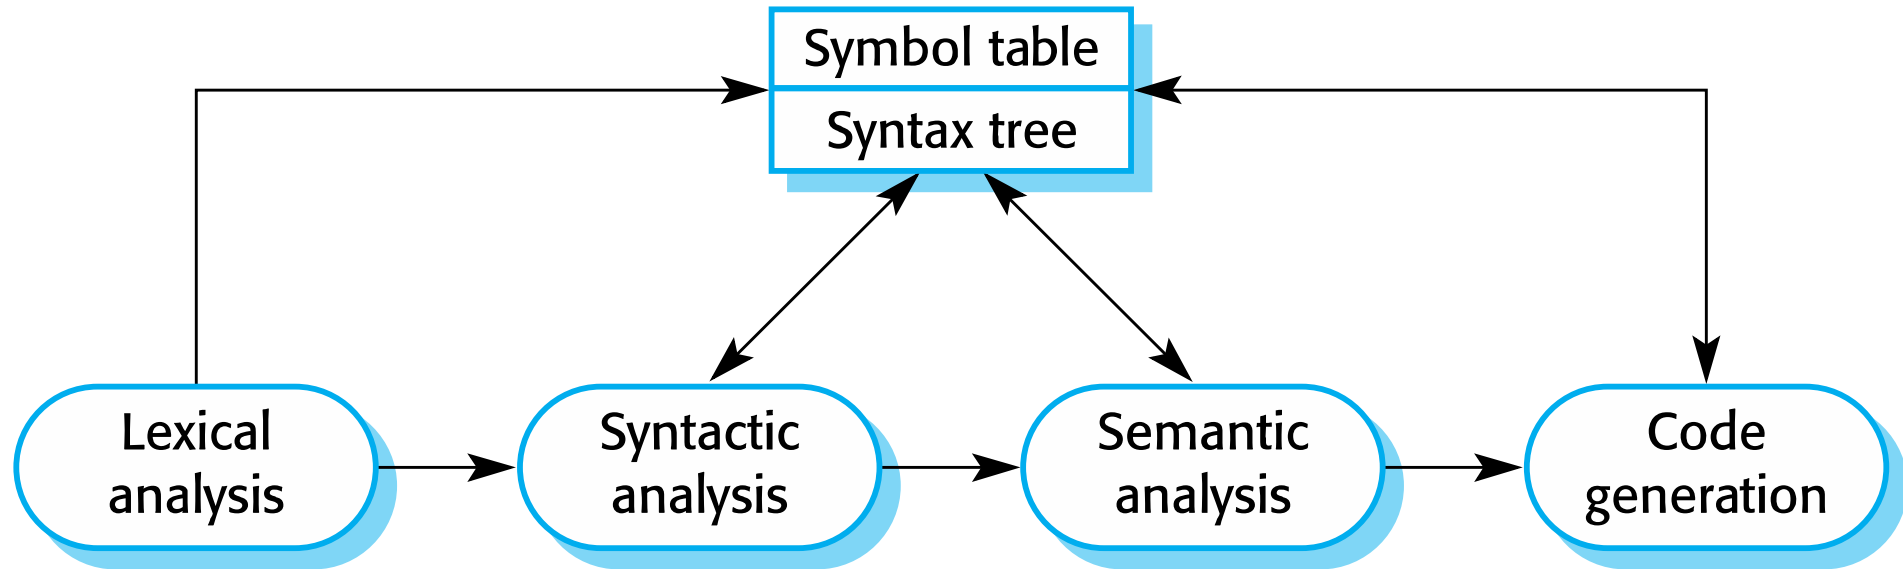 Symbol table
Syntax tree
Lexical
analysis
Syntactic
analysis
Semantic
analysis
Code
generation